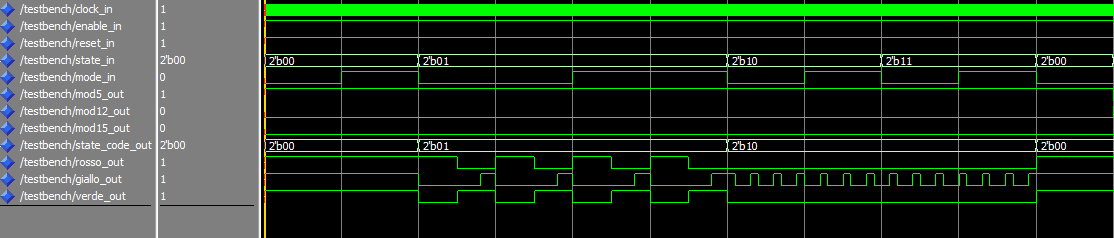 /testbench/clock_in 1
/testbench/enable_in 1
/testbench/reset_in 1
/testbench/state_in 2'b00 2'b00 2'b01 2'b10 2'b11 2'b00
/testbench/mode_in 0
/testbench/mod5_out 1
/testbench/mod12_out 0
/testbench/mod15_out 0
/testbench/state_code_out 2'b00 2'b00 2'b01 2'b10 2'b00
/testbench/rosso_out 1
/testbench/giallo_out 1
/testbench/verde_out 1